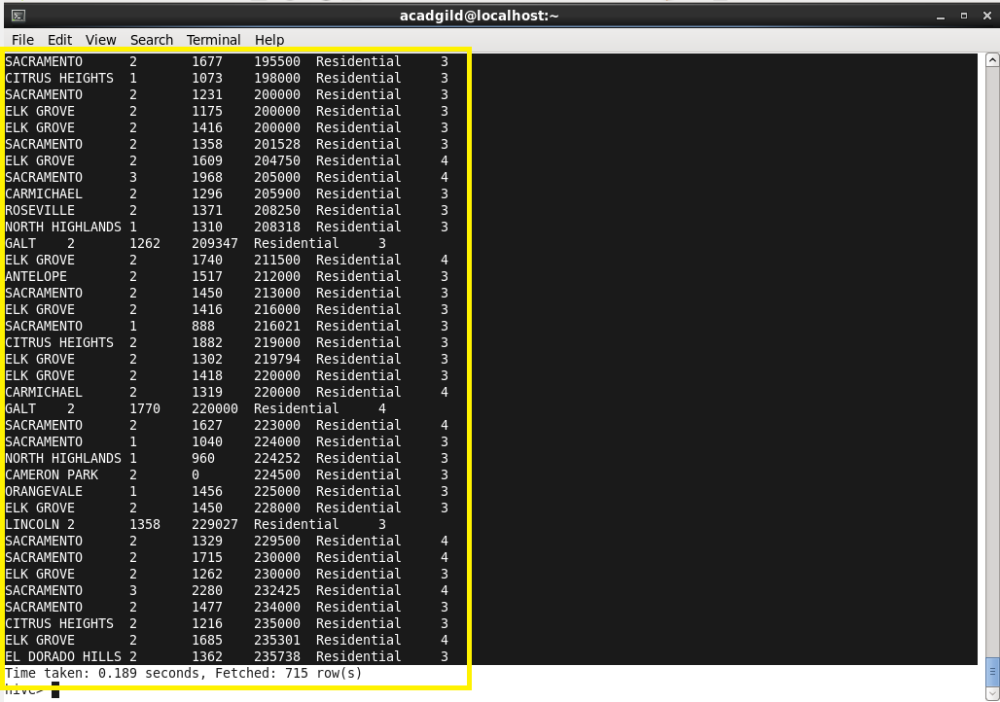 acadgild@localhost:~
File Edit View Search Terminal Help
SACRAMENTO 2 1677 195500 Residential 3
CITRUS HEIGHTS 1 1073 198000 Residential 3
SACRAMENTO 2 1231 200000 Residential 3
ELK GROVE 2 1175 200000 Residential 3
ELK GROVE 2 1416 200000 Residential 3
SACRAMENTO 2 1358 201528 Residential 3
ELK GROVE 2 1609 204750 Residential 4
SACRAMENTO 3 1968 205000 Residential 4
CARMICHAEL 2 1296 205900 Residential 3
ROSEVILLE 2 1371 208250 Residential 3
NORTH HIGHLANDS 1 1310 208318 Residential 3
GALT 2 1262 209347 Residential 3
ELK GROVE 2 1740 211500 Residential 4
ANTELOPE 2 1517 212000 Residential 3
SACRAMENTO 2 1450 213000 Residential 3
ELK GROVE 2 1416 216000 Residential 3
SACRAMENTO 1 888 216021 Residential 3
CITRUS HEIGHTS 2 1882 219000 Residential 3
ELK GROVE 2 1302 219794 Residential 3
ELK GROVE 2 1418 220000 Residential 3
CARMICHAEL 2 1319 220000 Residential 4
GALT 2 1770 220000 Residential 4
SACRAMENTO 2 1627 223000 Residential 4
SACRAMENTO 1 1040 224000 Residential 3
NORTH HIGHLANDS 1 960 224252 Residential 3
CAMERON PARK 2 0 224500 Residential 3
ORANGEVALE 1 1456 225000 Residential 3
ELK GROVE 2 1450 228000 Residential 3
LINCOLN 2 1358 229027 Residential 3
SACRAMENTO 2 1329 229500 Residential 4
SACRAMENTO 2 1715 230000 Residential 4
ELK GROVE 2 1262 230000 Residential 3
SACRAMENTO 3 2280 232425 Residential 4
SACRAMENTO 2 1477 234000 Residential 3
CITRUS HEIGHTS 2 1216 235000 Residential 3
ELK GROVE 2 1685 235301 Residential 4
EL DORADO HILLS 2 1362 235738 Residential 3
Time taken: 0.189 seconds, Fetched: 715 row(s)
hive>